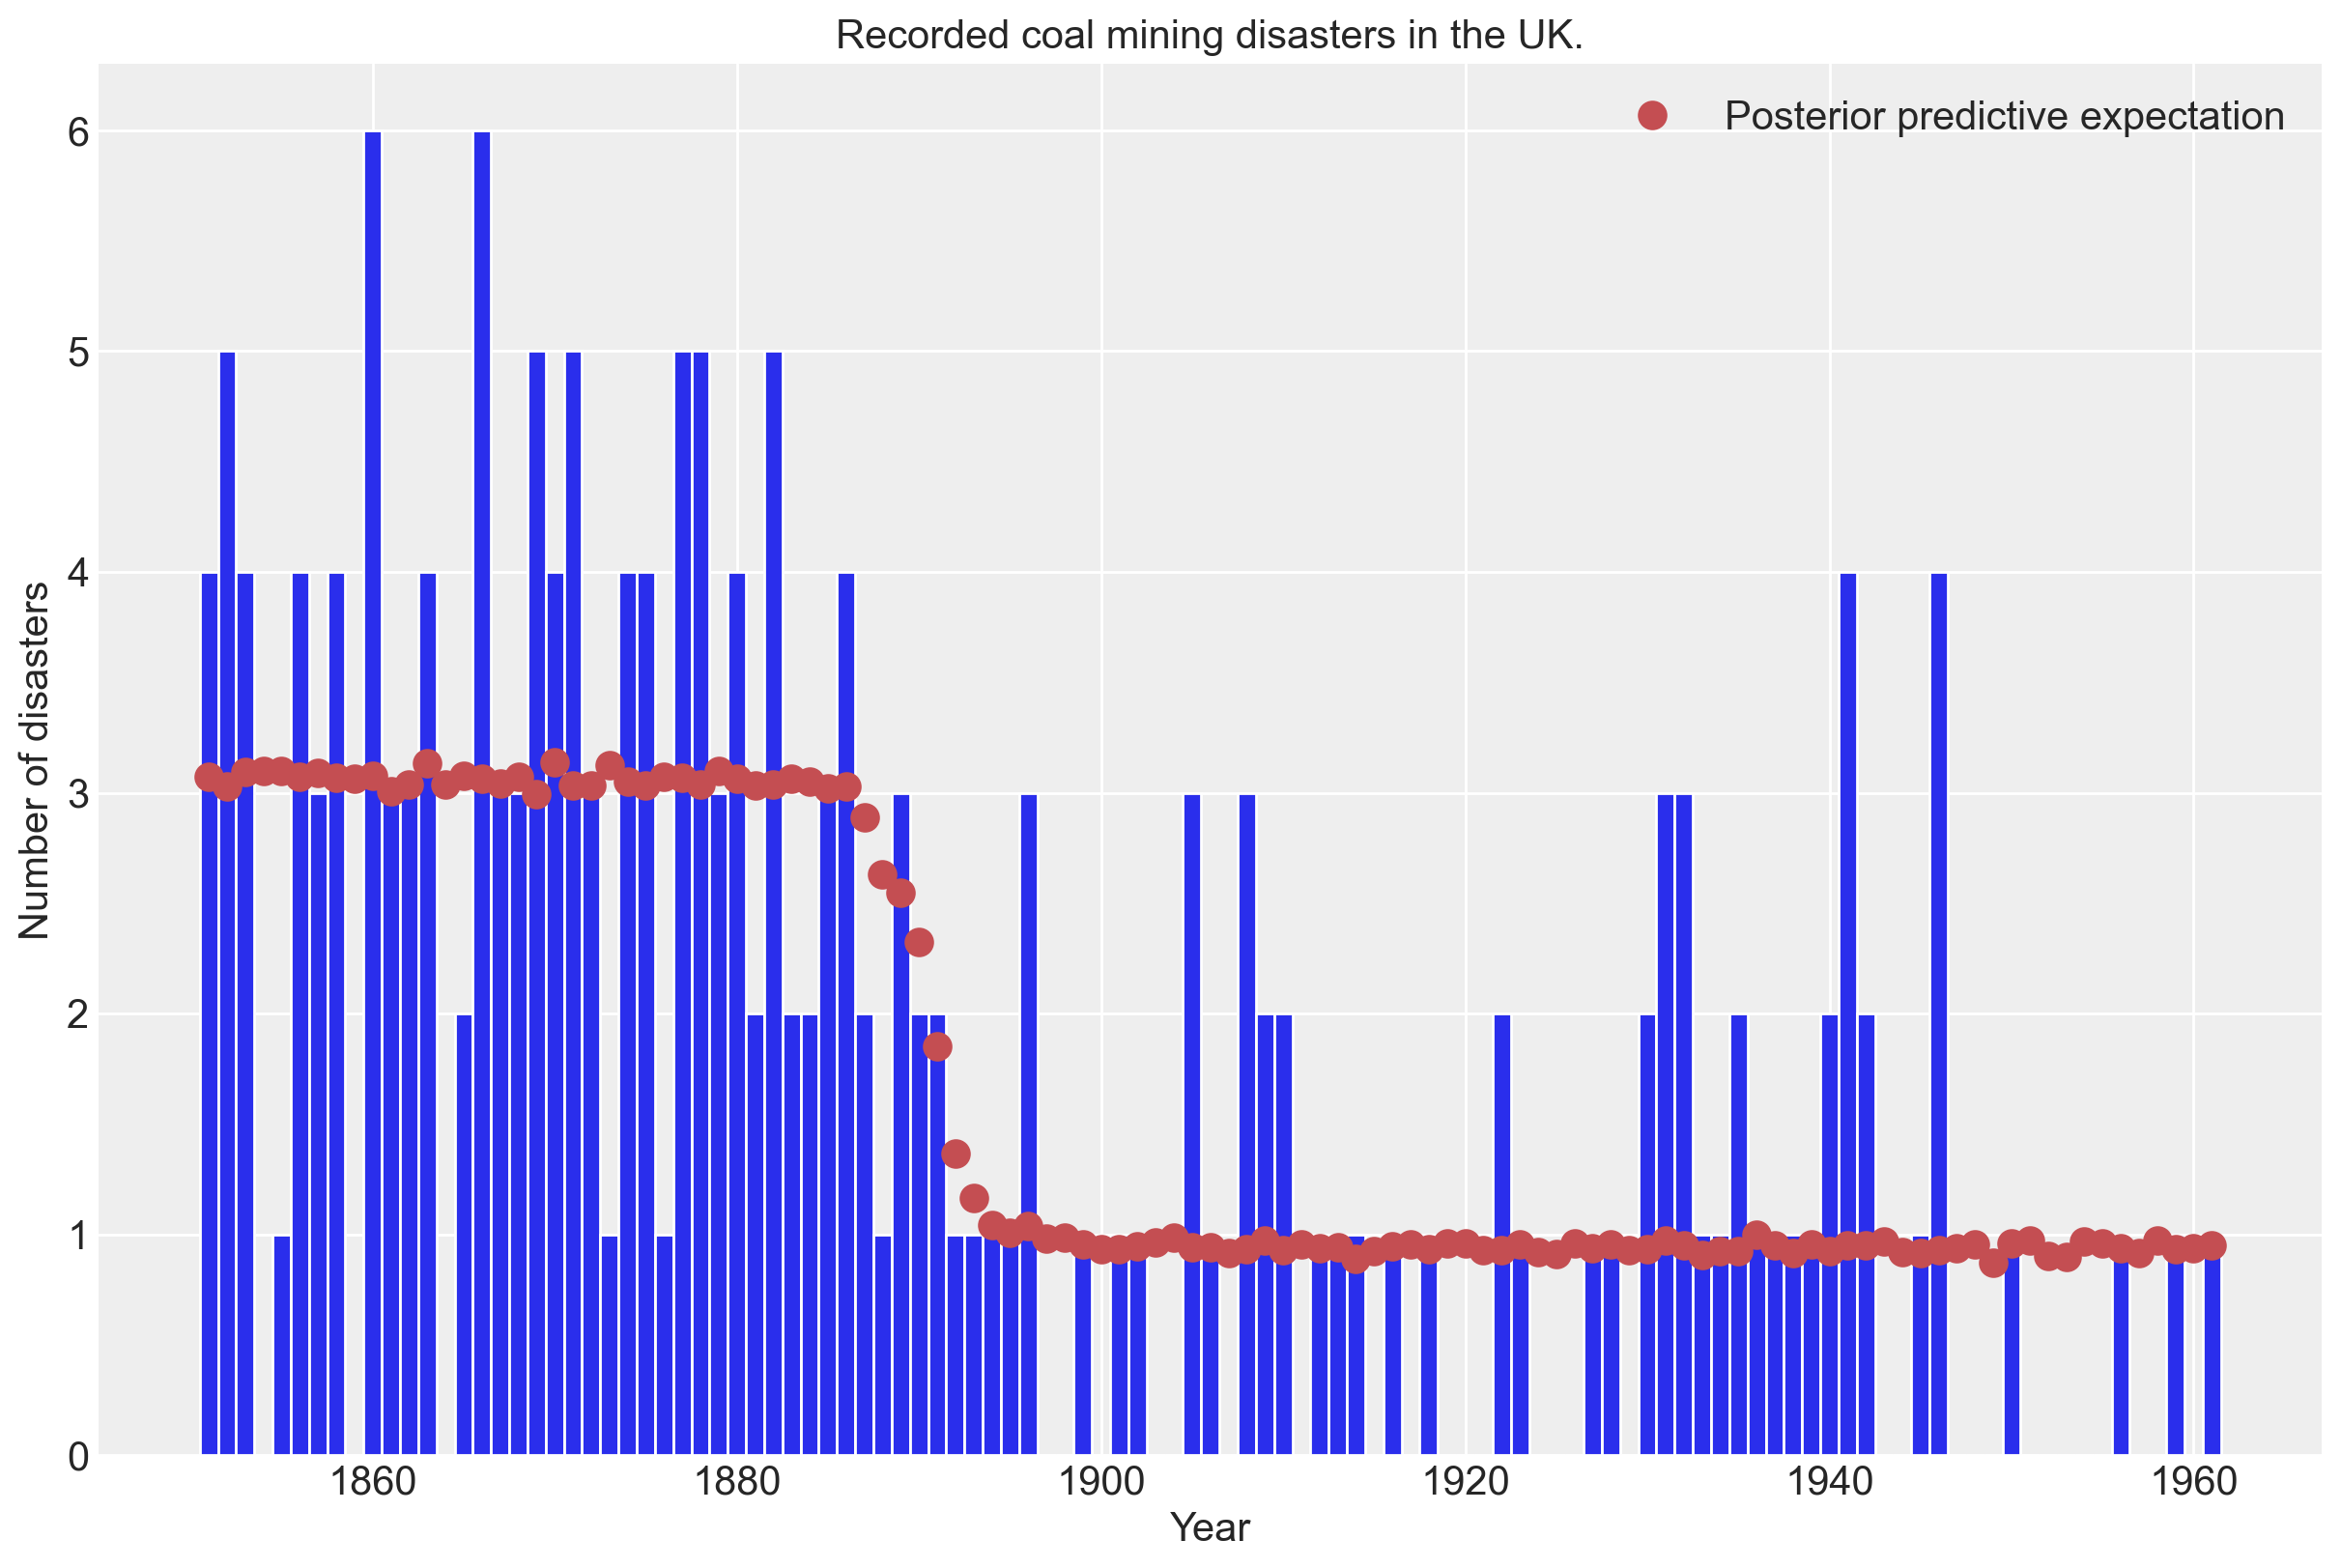 Recorded coal mining disasters in the UK.
Posterior predictive expectation
Number of disasters
6
5
4
3
2
1
0
1860 1880 1900 1920 1940 1960
Year